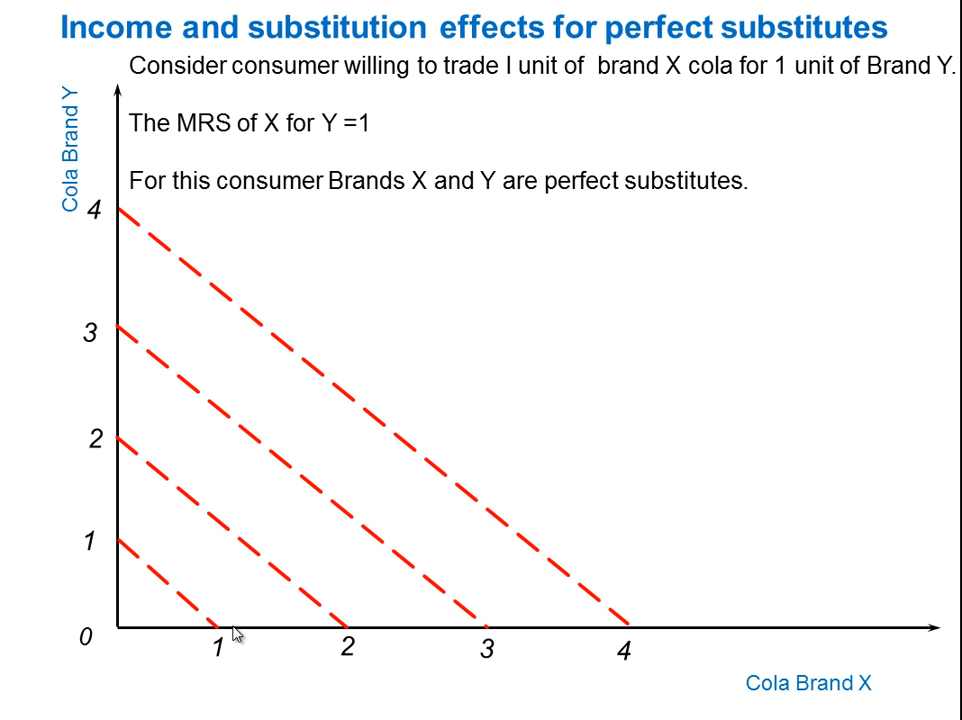 Income and substitution effects for perfect substitutes
Consider consumer willing to trade I unit of brand X cola for 1 unit of Brand Y.
The MRS of X for Y =1
For this consumer Brands X and Y are perfect substitutes.
Cola Brand Y
4
3
2
1
0
1
2
3
4
Cola Brand X